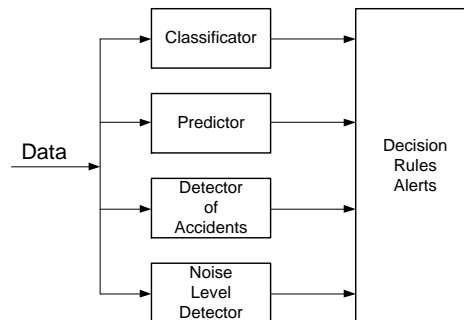 Classificator
Predictor
Data
Detector
of
Accidents
Noise
Level
Detector
Decision
Rules
Alerts